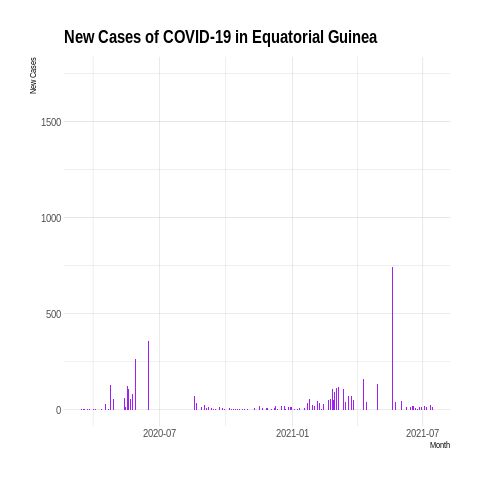 New Cases of COVID-19 in Equatorial Guinea
New Cases
1500
1000
500
0
2020-07
2021-01
2021-07
Month